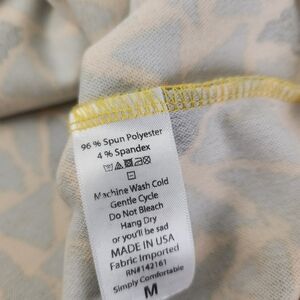 96 % Spun Polyester
4 % Spandex
Machine Wash Cold
Gentle Cycle
Do Not Bleach
Hang Dry
or you'll be sad
MADE IN USA
Fabric Imported
RN#142161
Simply Comfortable
M